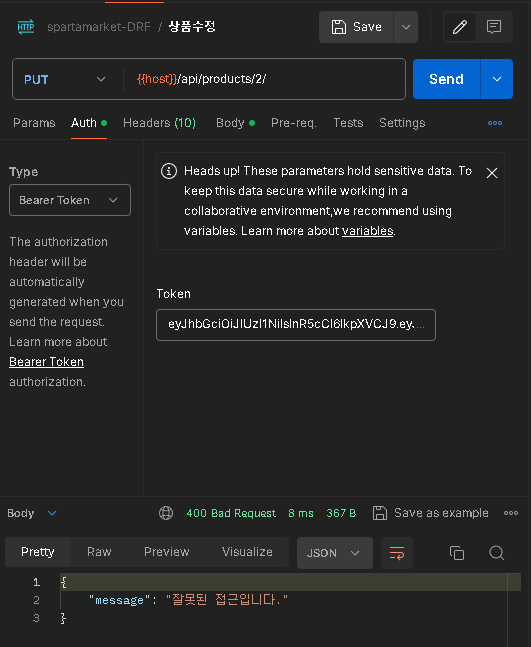 HTTP spartamarket-DRF / 상품수정 Save
PUT {{host}}/api/products/2/ Send
Params Auth Headers (10) Body Pre-req. Tests Settings
Type
Bearer Token
The authorization
header will be
automatically
generated when you
send the request.
Learn more about
Bearer Token
authorization.
Heads up! These parameters hold sensitive data. To
keep this data secure while working in a
collaborative environment,we recommend using
variables. Learn more about variables.
Token
eyJhbGciOiJIUzI1NiIsInR5cCI6IkpXVCJ9.ey....
Body 400 Bad Request 8 ms 367 B Save as example
Pretty Raw Preview Visualize JSON
1 {
2 "message": "잘못된 접근입니다."
3 }